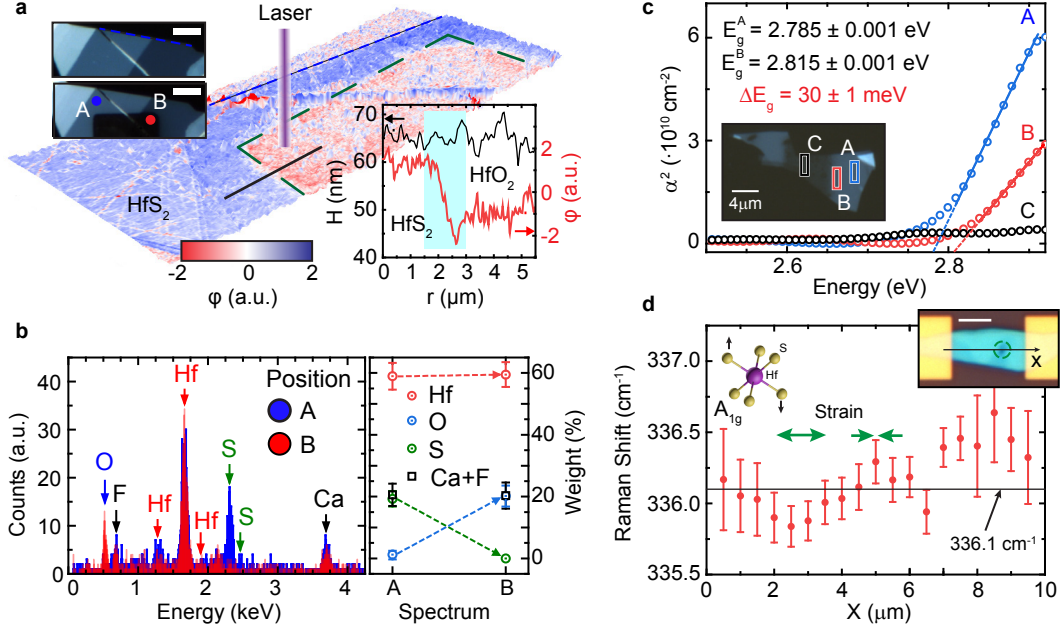 a
Laser
A
B
HfS2
-2 0 2
φ (a.u.)
70
60
50
40
H (nm)
HfO2
HfS2
2
0
-2
φ (a.u.)
0 1 2 3 4 5
r (μm)
b
40
30
20
10
0
Counts (a.u.)
Hf
Position
A
B
O
F
Hf
Hf
S
S
Ca
0 1 2 3 4
Energy (keV)
Hf
O
S
Ca+F
60
40
20
0
Weight (%)
A B
Spectrum
c
EgA = 2.785 ± 0.001 eV
EgB = 2.815 ± 0.001 eV
ΔEg = 30 ± 1 meV
A
B
C
C A
B
4μm
6
4
2
0
α² (·10¹⁰ cm⁻²)
2.6 2.8
Energy (eV)
d
337.0
336.5
336.0
335.5
Raman Shift (cm⁻¹)
S
Hf
A1g
Strain
X
336.1 cm⁻¹
0 2 4 6 8 10
X (μm)